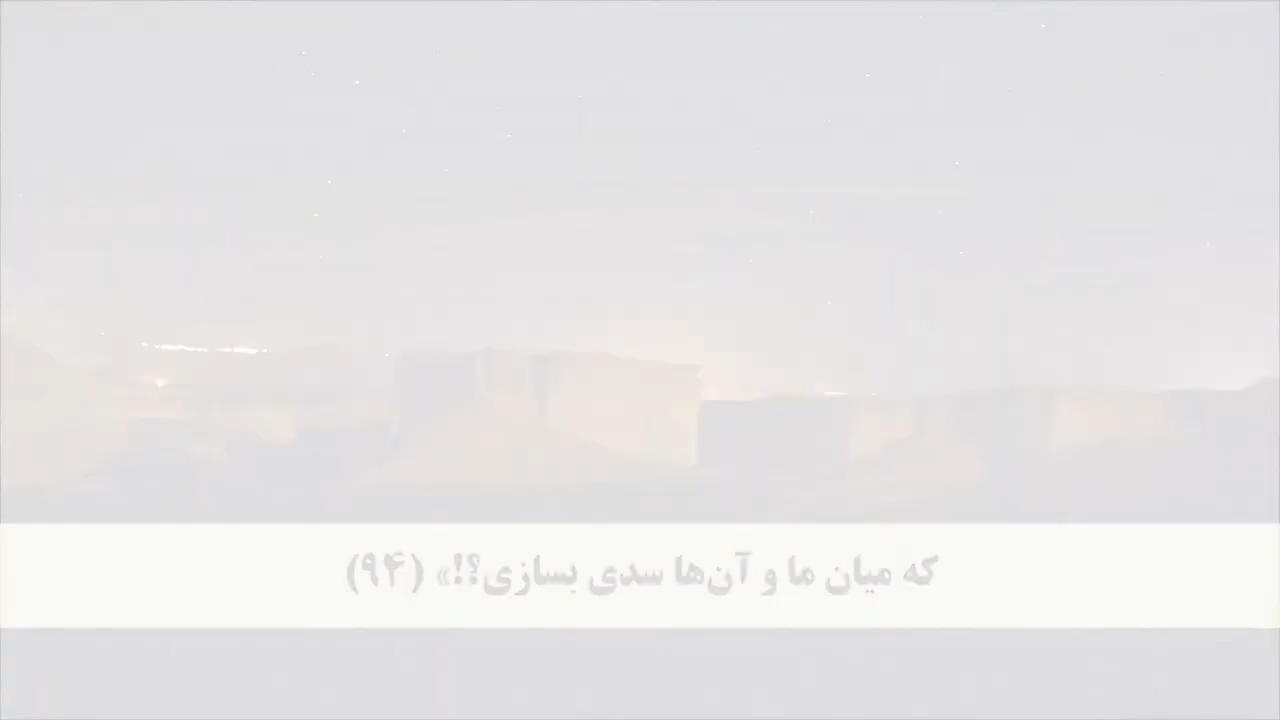 که میان ما و آن‌ها سدی بسازی؟!» (۹۴)